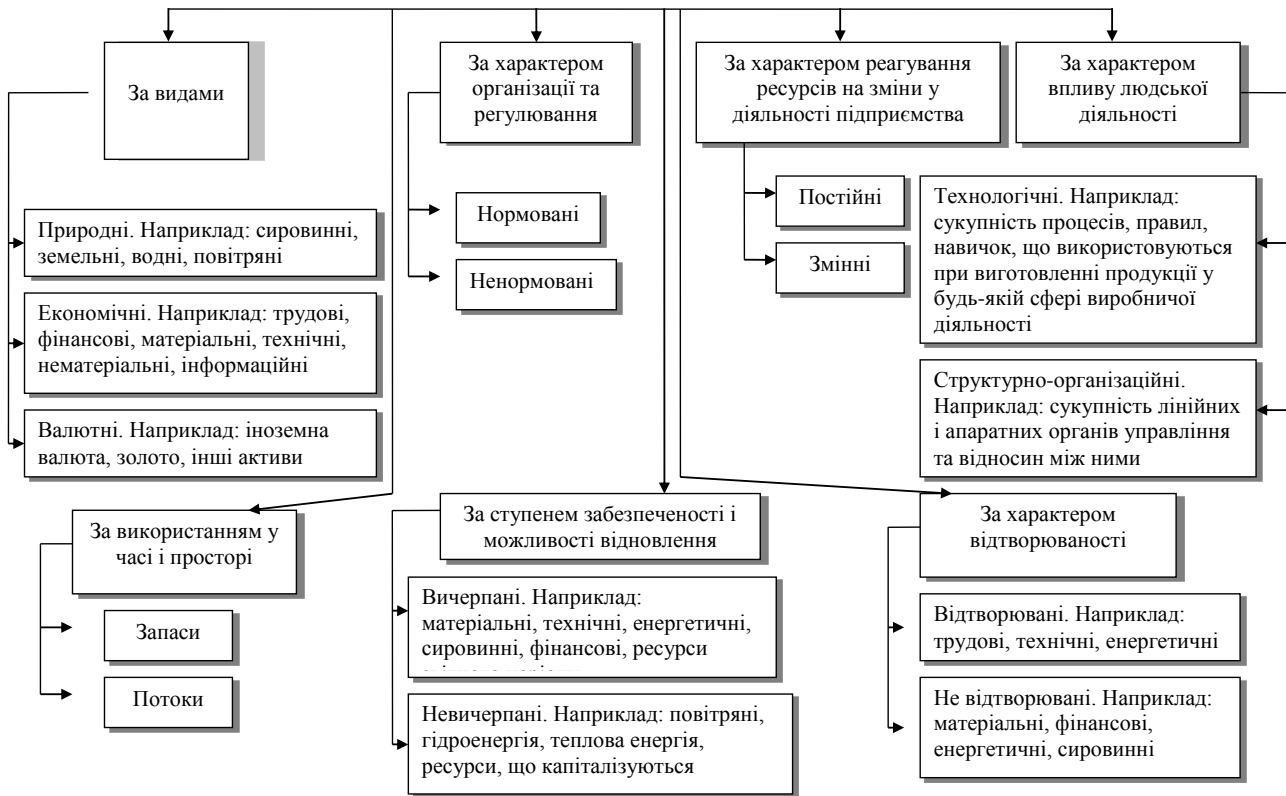 За видами
За характером
організації та
регулювання
За характером реагування
ресурсів на зміни у
діяльності підприємства
За характером
впливу людської
діяльності
Природні. Наприклад: сировинні,
земельні, водні, повітряні
Економічні. Наприклад: трудові,
фінансові, матеріальні, технічні,
нематеріальні, інформаційні
Валютні. Наприклад: іноземна
валюта, золото, інші активи
Нормовані
Ненормовані
Постійні
Змінні
Технологічні. Наприклад:
сукупність процесів, правил,
навичок, що використовуються
при виготовленні продукції у
будь-якій сфері виробничої
діяльності
Структурно-організаційні.
Наприклад: сукупність лінійних
і апаратних органів управління
та відносин між ними
За використанням у
часі і просторі
Запаси
Потоки
За ступенем забезпеченості і
можливості відновлення
Вичерпані. Наприклад:
матеріальні, технічні, енергетичні,
сировинні, фінансові, ресурси
Невичерпані. Наприклад: повітряні,
гідроенергія, теплова енергія,
ресурси, що капіталізуються
За характером
відтворюваності
Відтворювані. Наприклад:
трудові, технічні, енергетичні
Не відтворювані. Наприклад:
матеріальні, фінансові,
енергетичні, сировинні